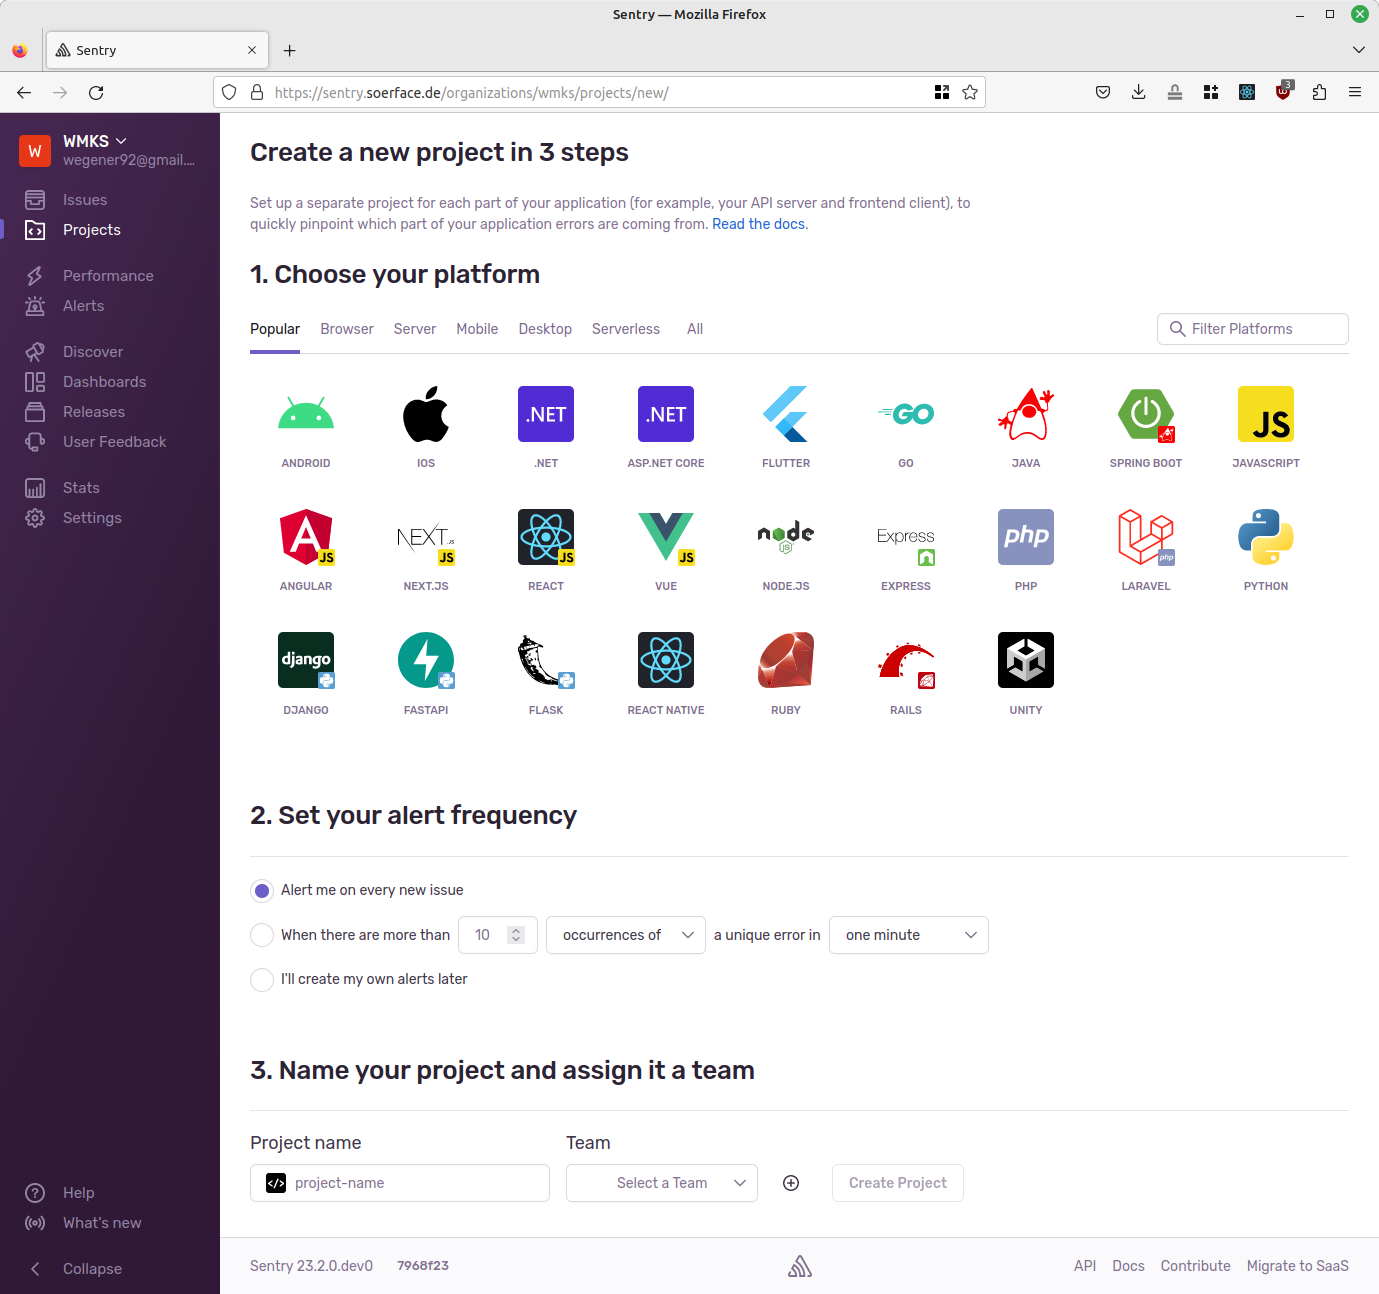 Sentry — Mozilla Firefox
Sentry
https://sentry.soerface.de/organizations/wmks/projects/new/
3
W
WMKS
wegener92@gmail....
Issues
Projects
Performance
Alerts
Discover
Dashboards
Releases
User Feedback
Stats
Settings
Help
What's new
Collapse
Create a new project in 3 steps
Set up a separate project for each part of your application (for example, your API server and frontend client), to
quickly pinpoint which part of your application errors are coming from. Read the docs.
1. Choose your platform
Popular Browser Server Mobile Desktop Serverless All
Filter Platforms
.NET .NET GO JS
ANDROID IOS .NET ASP.NET CORE FLUTTER GO JAVA SPRING BOOT JAVASCRIPT
A JS NEXT.JS JS JS JS node JS Express php php
ANGULAR NEXT.JS REACT VUE NODE.JS EXPRESS PHP LARAVEL PYTHON
django
DJANGO FASTAPI FLASK REACT NATIVE RUBY RAILS UNITY
2. Set your alert frequency
Alert me on every new issue
When there are more than 10 occurrences of a unique error in one minute
I'll create my own alerts later
3. Name your project and assign it a team
Project name Team
</> project-name Select a Team Create Project
Sentry 23.2.0.dev0 7968f23 API Docs Contribute Migrate to SaaS